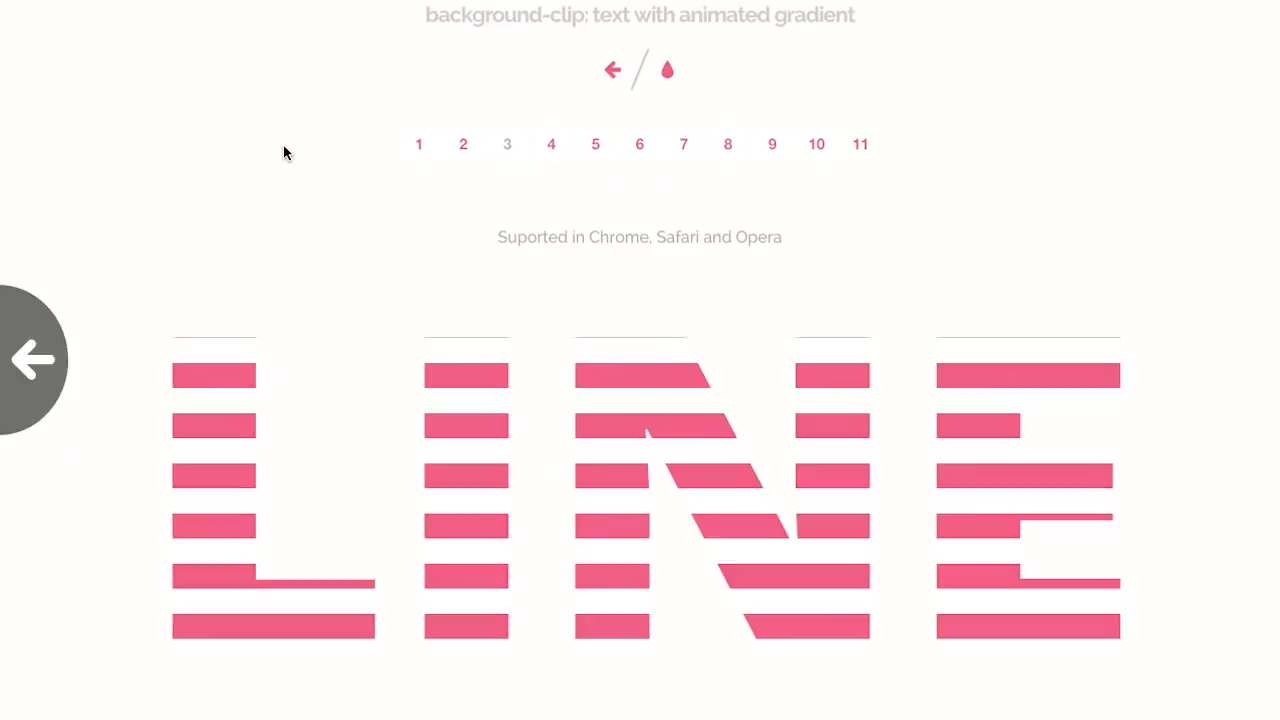 background-clip: text with animated gradient
1 2 3 4 5 6 7 8 9 10 11
Suported in Chrome, Safari and Opera
LINE